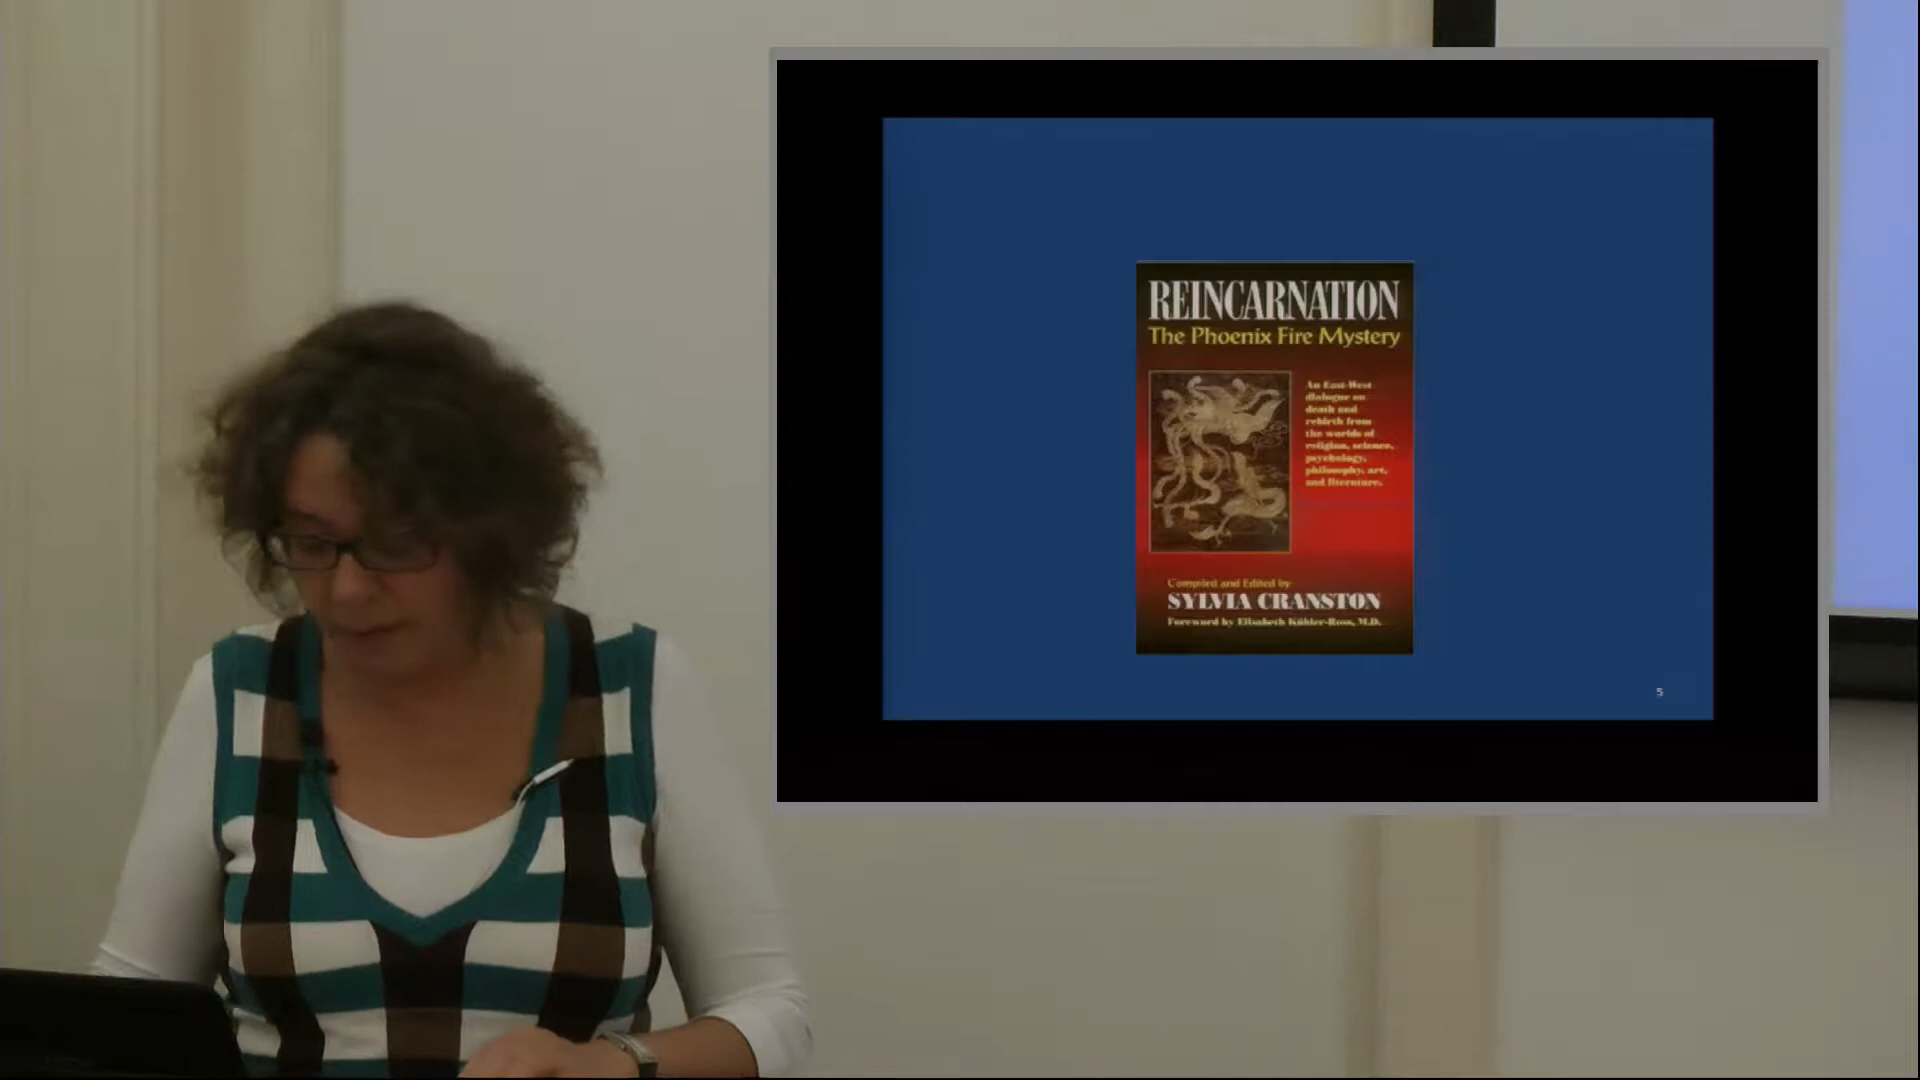 REINCARNATION
The Phoenix Fire Mystery
An East-West
dialogue on
death and
rebirth from
the worlds of
religion, science,
psychology,
philosophy, art,
and literature.
Compiled and Edited by
SYLVIA CRANSTON
Foreword by Elisabeth Kübler-Ross, M.D.
5